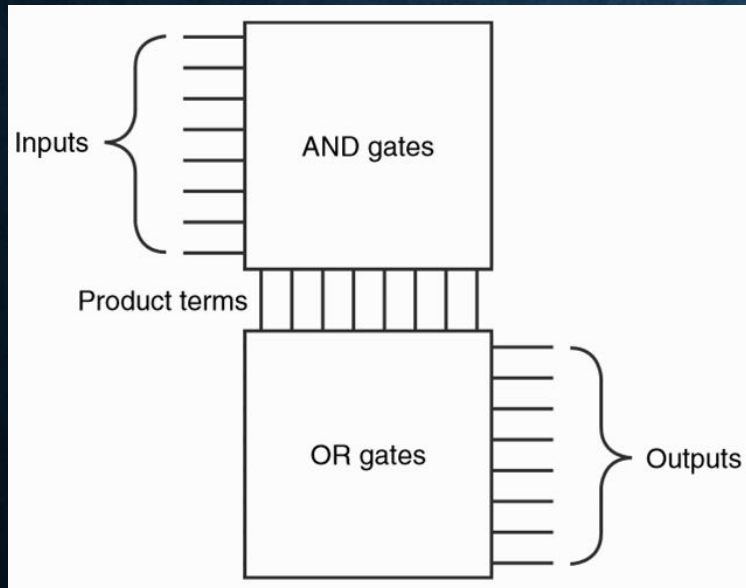 Inputs
AND gates
Product terms
OR gates
Outputs